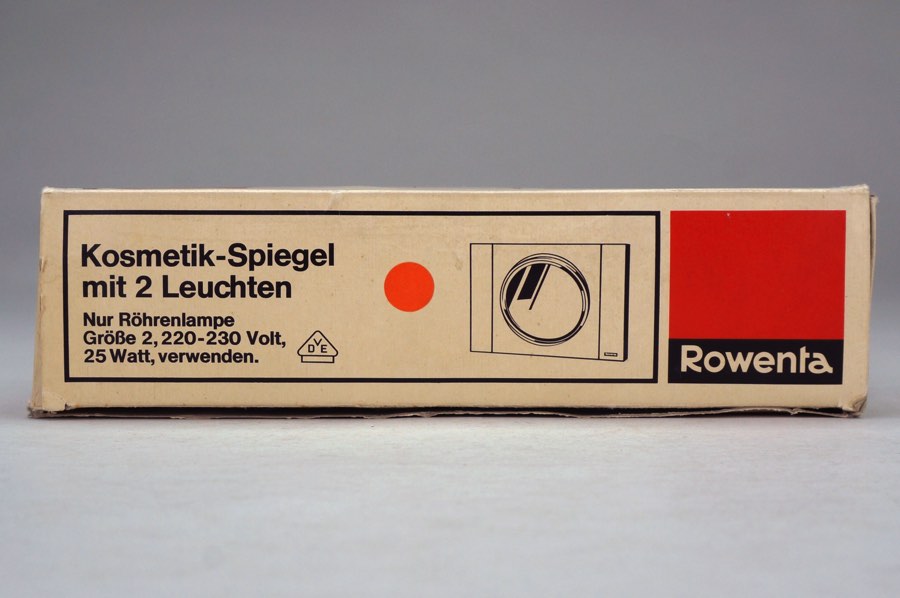 Kosmetik-Spiegel
mit 2 Leuchten
Nur Röhrenlampe
Größe 2, 220-230 Volt,
25 Watt, verwenden.
VDE
Rowenta